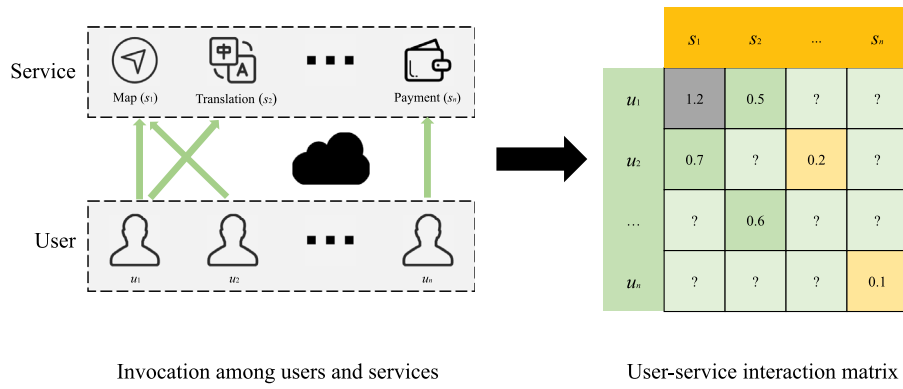 Service
中
A
Map (s1)
Translation (s2)
Payment (sn)
User
u1
u2
un
s1 s2 ... sn
u1 1.2 0.5 ? ?
u2 0.7 ? 0.2 ?
... ? 0.6 ? ?
un ? ? ? 0.1
Invocation among users and services
User-service interaction matrix